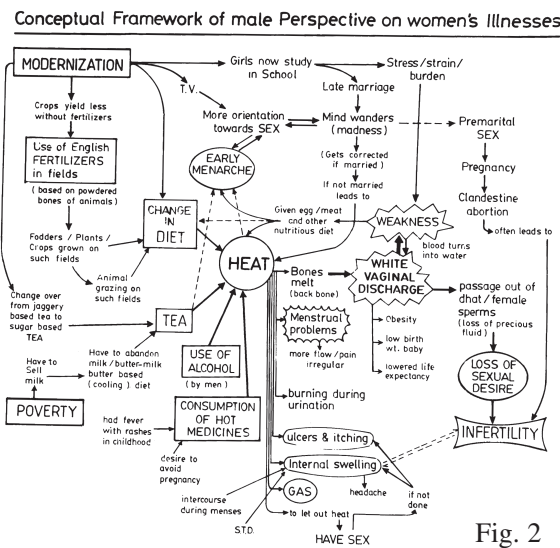 Conceptual Framework of male Perspective on women's Illnesses
MODERNIZATION
Girls now study
in School
Stress/strain/
burden
T.V.
Late marriage
Crops yield less
without fertilizers
More orientation
towards SEX
Mind wanders
(madness)
Premarital
SEX
Use of English
FERTILIZERS
in fields
EARLY
MENARCHE
(Gets corrected
if married)
Pregnancy
(based on powdered
bones of animals)
If not married
leads to
Clandestine
abortion
CHANGE
IN
DIET
Given egg/meat
and other
nutritious diet
WEAKNESS
often leads to
Fodders / Plants/
Crops grown on
such fields
blood turns
into water
HEAT
Animal
grazing on
such fields
Bones
melt
(back bone)
WHITE
VAGINAL
DISCHARGE
passage out of
dhat/female
sperms
(loss of precious
fluid)
Change over
from jaggery
based tea to
sugar based
TEA
TEA
Menstrual
problems
Obesity
low birth
wt. baby
more flow/pain
irregular
lowered life
expectancy
Have to
Sell
milk
Have to abandon
milk/butter-milk
butter based
(cooling) diet
USE OF
ALCOHOL
(by men)
LOSS OF
SEXUAL
DESIRE
POVERTY
burning during
urination
had fever
with rashes
in childhood
CONSUMPTION
OF HOT
MEDICINES
INFERTILITY
ulcers & itching
desire to
avoid
pregnancy
Internal swelling
GAS
headache
intercourse
during menses
if not
done
to let out heat
S.T.D.
HAVE SEX
Fig. 2